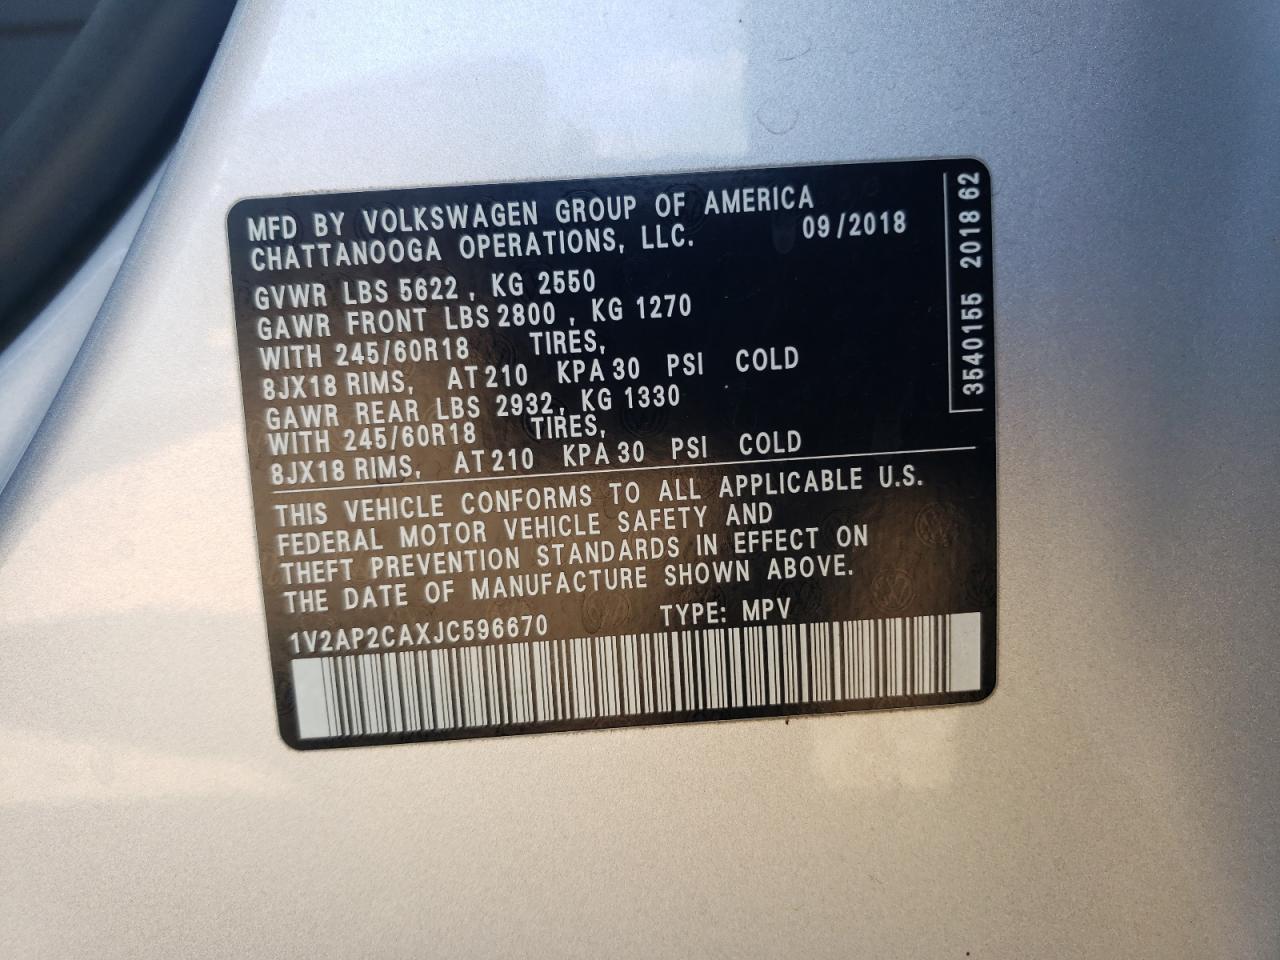 MFD BY VOLKSWAGEN GROUP OF AMERICA
CHATTANOOGA OPERATIONS, LLC. 09/2018
GVWR LBS 5622, KG 2550
GAWR FRONT LBS 2800, KG 1270
WITH 245/60R18 TIRES,
8JX18 RIMS, AT 210 KPA 30 PSI COLD
GAWR REAR LBS 2932, KG 1330
WITH 245/60R18 TIRES,
8JX18 RIMS, AT 210 KPA 30 PSI COLD
THIS VEHICLE CONFORMS TO ALL APPLICABLE U.S.
FEDERAL MOTOR VEHICLE SAFETY AND
THEFT PREVENTION STANDARDS IN EFFECT ON
THE DATE OF MANUFACTURE SHOWN ABOVE.
1V2AP2CAXJC596670 TYPE: MPV
3540155 2018 62